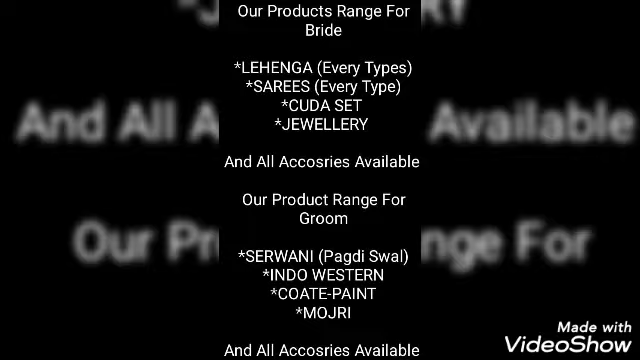 Our Products Range For
Bride
*LEHENGA (Every Types)
*SAREES (Every Type)
*CUDA SET
*JEWELLERY
And All Accosries Available
Our Product Range For
Groom
*SERWANI (Pagdi Swal)
*INDO WESTERN
*COATE-PAINT
*MOJRI
And All Accosries Available
Made with
VideoShow